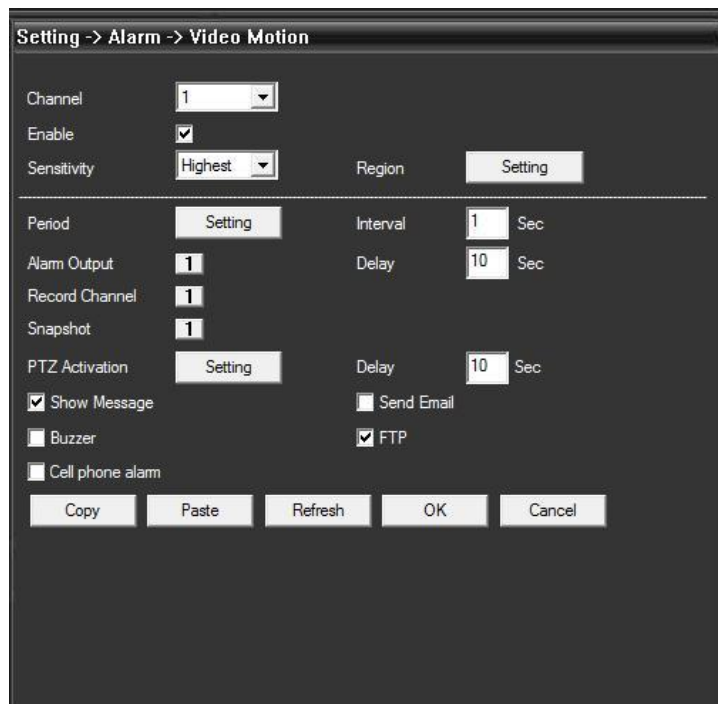 Setting -> Alarm -> Video Motion
Channel 1
Enable
Sensitivity Highest Region Setting
Period Setting Interval 1 Sec
Alarm Output 1 Delay 10 Sec
Record Channel 1
Snapshot 1
PTZ Activation Setting Delay 10 Sec
Show Message Send Email
Buzzer FTP
Cell phone alarm
Copy Paste Refresh OK Cancel